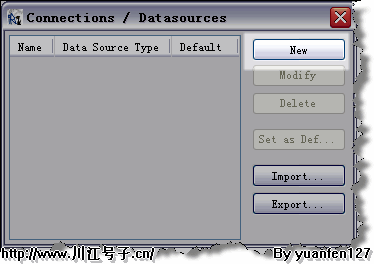 Connections / Datasources
Name Data Source Type Default
New
Modify
Delete
Set as Def...
Import...
Export...
http://www.川江号子.cn/ By yuanfen127